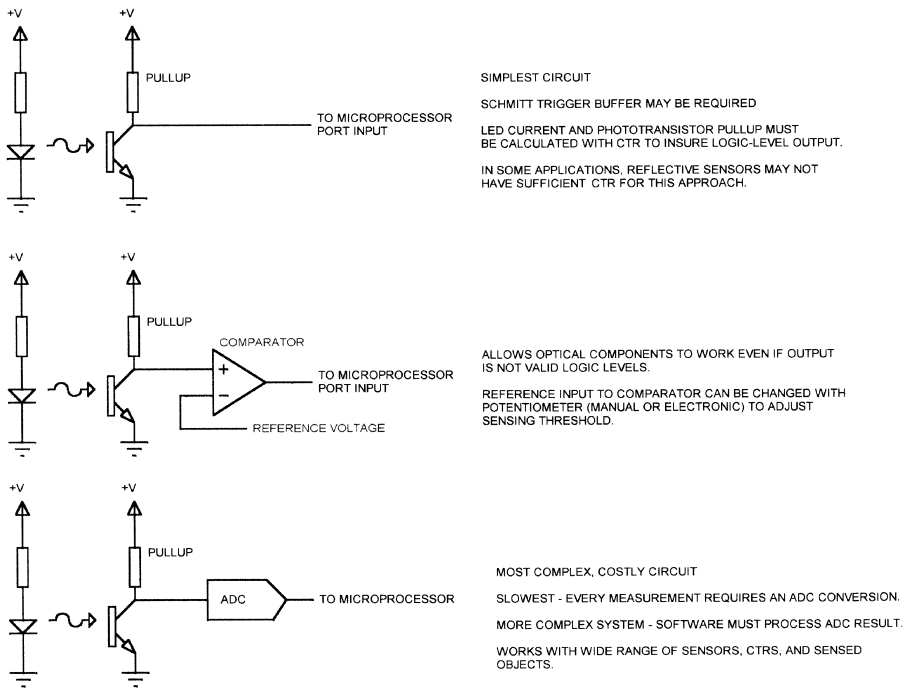 +V
+V
PULLUP
TO MICROPROCESSOR
PORT INPUT
SIMPLEST CIRCUIT
SCHMITT TRIGGER BUFFER MAY BE REQUIRED
LED CURRENT AND PHOTOTRANSISTOR PULLUP MUST
BE CALCULATED WITH CTR TO INSURE LOGIC-LEVEL OUTPUT.
IN SOME APPLICATIONS, REFLECTIVE SENSORS MAY NOT
HAVE SUFFICIENT CTR FOR THIS APPROACH.
+V
+V
PULLUP
COMPARATOR
+
−
TO MICROPROCESSOR
PORT INPUT
REFERENCE VOLTAGE
ALLOWS OPTICAL COMPONENTS TO WORK EVEN IF OUTPUT
IS NOT VALID LOGIC LEVELS.
REFERENCE INPUT TO COMPARATOR CAN BE CHANGED WITH
POTENTIOMETER (MANUAL OR ELECTRONIC) TO ADJUST
SENSING THRESHOLD.
+V
+V
PULLUP
ADC
TO MICROPROCESSOR
MOST COMPLEX, COSTLY CIRCUIT
SLOWEST - EVERY MEASUREMENT REQUIRES AN ADC CONVERSION.
MORE COMPLEX SYSTEM - SOFTWARE MUST PROCESS ADC RESULT.
WORKS WITH WIDE RANGE OF SENSORS, CTRS, AND SENSED
OBJECTS.